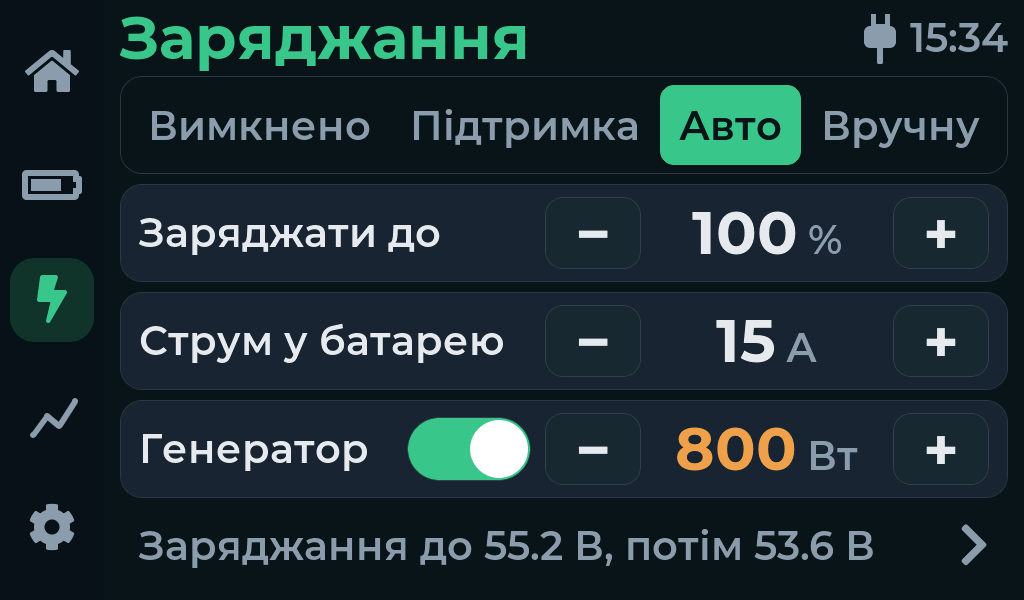 Заряджання
15:34
Вимкнено Підтримка Авто Вручну
Заряджати до − 100 % +
Струм у батарею − 15 А +
Генератор − 800 Вт +
Заряджання до 55.2 В, потім 53.6 В